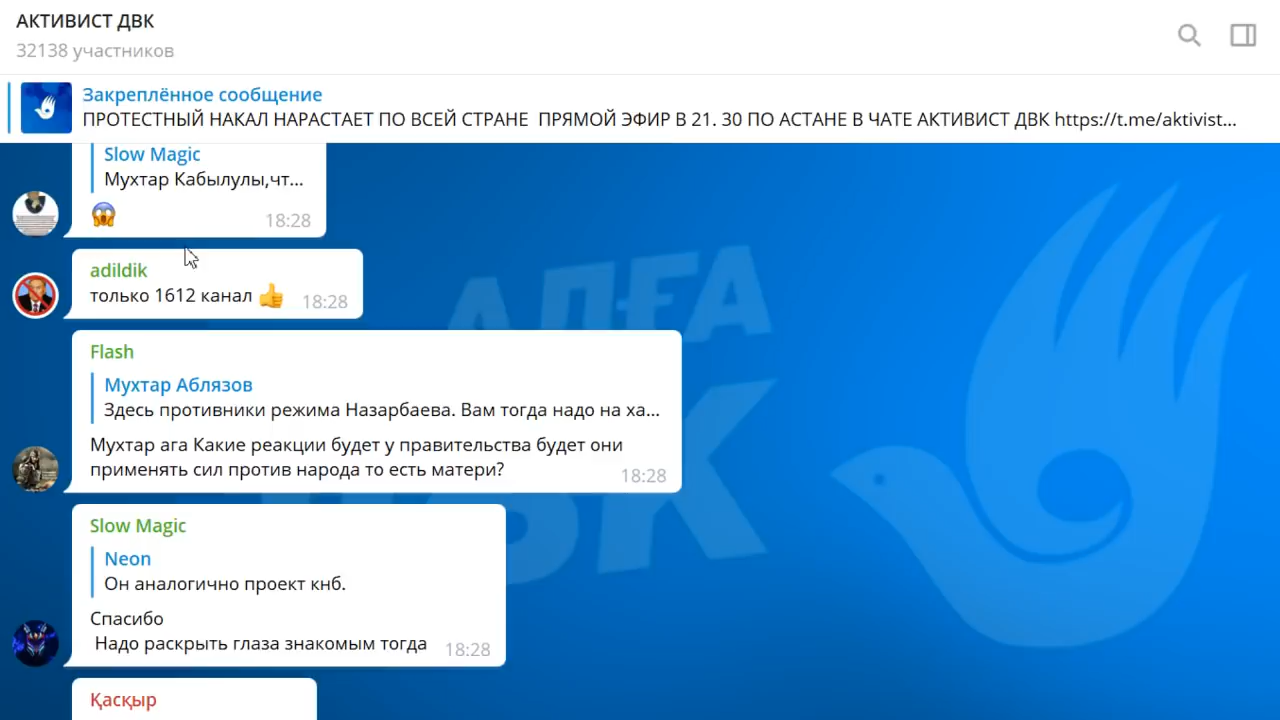 АКТИВИСТ ДВК
32138 участников
Закреплённое сообщение
ПРОТЕСТНЫЙ НАКАЛ НАРАСТАЕТ ПО ВСЕЙ СТРАНЕ ПРЯМОЙ ЭФИР В 21. 30 ПО АСТАНЕ В ЧАТЕ АКТИВИСТ ДВК https://t.me/aktivist...
Slow Magic
Мухтар Кабылулы,чт...
😱 18:28
adildik
только 1612 канал 👍 18:28
Flash
Мухтар Аблязов
Здесь противники режима Назарбаева. Вам тогда надо на ха...
Мухтар ага Какие реакции будет у правительства будет они
применять сил против народа то есть матери? 18:28
Slow Magic
Neon
Он аналогично проект кнб.
Спасибо
Надо раскрыть глаза знакомым тогда 18:28
Қасқыр
АЛҒА
ДВК